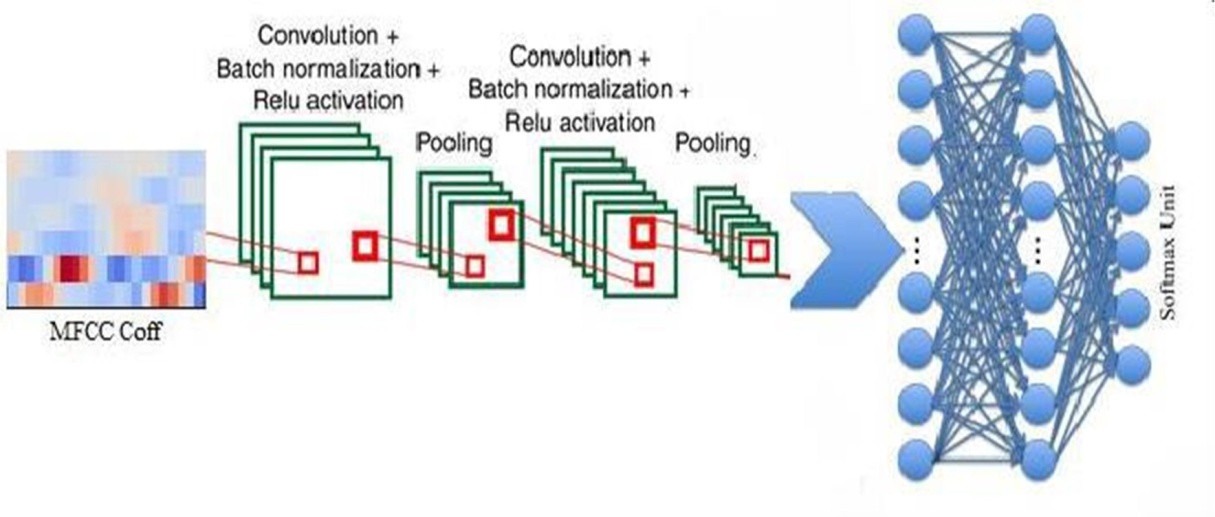 Convolution +
Batch normalization +
Relu activation
Convolution +
Batch normalization +
Relu activation
Pooling
Pooling
MFCC Coff
Softmax Unit